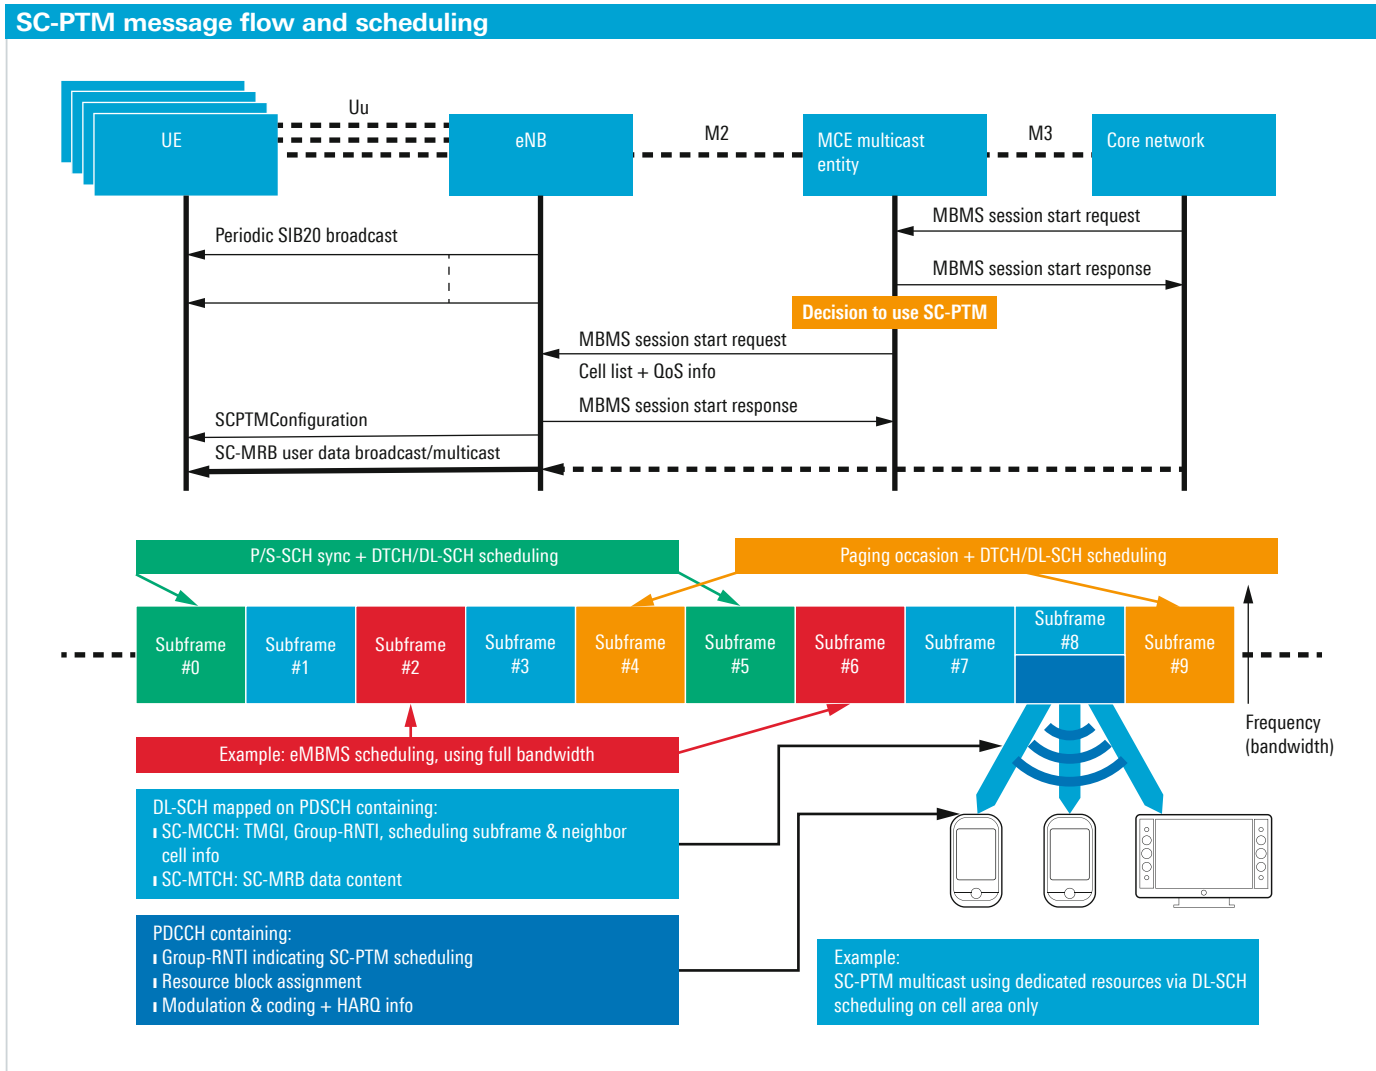 SC-PTM message flow and scheduling
Uu
M2
M3
UE
eNB
MCE multicast
entity
Core network
MBMS session start request
Periodic SIB20 broadcast
MBMS session start response
Decision to use SC-PTM
MBMS session start request
Cell list + QoS info
MBMS session start response
SCPTMConfiguration
SC-MRB user data broadcast/multicast
P/S-SCH sync + DTCH/DL-SCH scheduling
Paging occasion + DTCH/DL-SCH scheduling
Subframe
#0
Subframe
#1
Subframe
#2
Subframe
#3
Subframe
#4
Subframe
#5
Subframe
#6
Subframe
#7
Subframe
#8
Subframe
#9
Frequency
(bandwidth)
Example: eMBMS scheduling, using full bandwidth
DL-SCH mapped on PDSCH containing:
SC-MCCH: TMGI, Group-RNTI, scheduling subframe & neighbor
cell info
SC-MTCH: SC-MRB data content
PDCCH containing:
Group-RNTI indicating SC-PTM scheduling
Resource block assignment
Modulation & coding + HARQ info
Example:
SC-PTM multicast using dedicated resources via DL-SCH
scheduling on cell area only